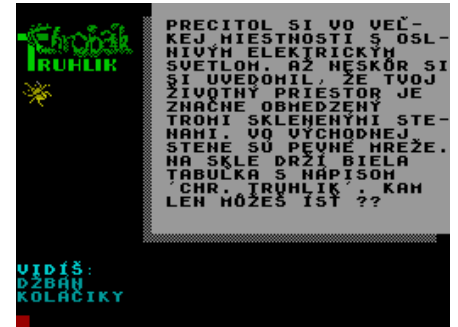 Chrobák
TRUHLIK
PRECITOL SI VO VEĽ-
KEJ MIESTNOSTI S OSL-
NIVÝM ELEKTRICKÝM
SVETLOM. AŽ NESKÔR SI
SI UVEDOMIL, ŽE TVOJ
ŽIVOTNÝ PRIESTOR JE
ZNAČNE OBMEDZENÝ
TROMI SKLENENÝMI STE-
NAMI. VO VÝCHODNEJ
STENE SÚ PEVNÉ MREŽE.
NA SKLE DRŽÍ BIELA
TABUĽKA S NÁPISOM
´CHR. TRUHLIK´. KAM
LEN MÔŽEŠ ÍSŤ ??
VIDÍŠ:
DŽBÁN
KOLÁČIKY